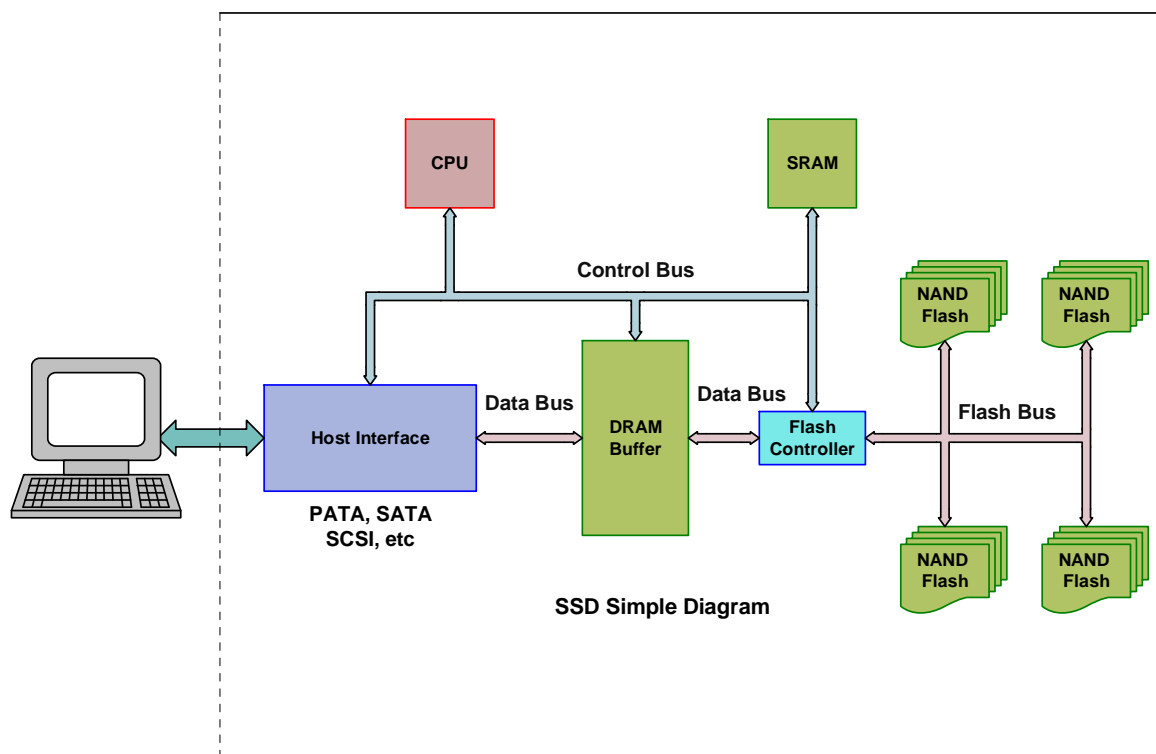 CPU
SRAM
Control Bus
NAND
Flash
NAND
Flash
Data Bus
Data Bus
Flash Bus
Host Interface
DRAM
Buffer
Flash
Controller
PATA, SATA
SCSI, etc
NAND
Flash
NAND
Flash
SSD Simple Diagram